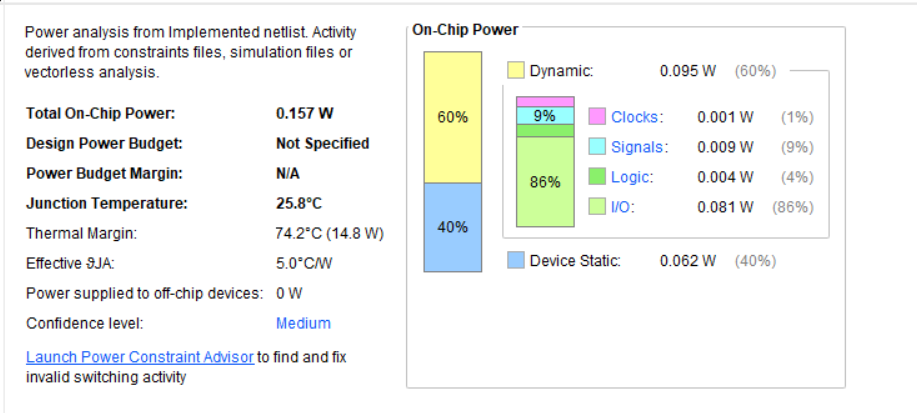 Power analysis from Implemented netlist. Activity
derived from constraints files, simulation files or
vectorless analysis.
Total On-Chip Power: 0.157 W
Design Power Budget: Not Specified
Power Budget Margin: N/A
Junction Temperature: 25.8°C
Thermal Margin: 74.2°C (14.8 W)
Effective ϑJA: 5.0°C/W
Power supplied to off-chip devices: 0 W
Confidence level: Medium
Launch Power Constraint Advisor to find and fix
invalid switching activity
On-Chip Power
60%
40%
Dynamic: 0.095 W (60%)
9%
86%
Clocks: 0.001 W (1%)
Signals: 0.009 W (9%)
Logic: 0.004 W (4%)
I/O: 0.081 W (86%)
Device Static: 0.062 W (40%)